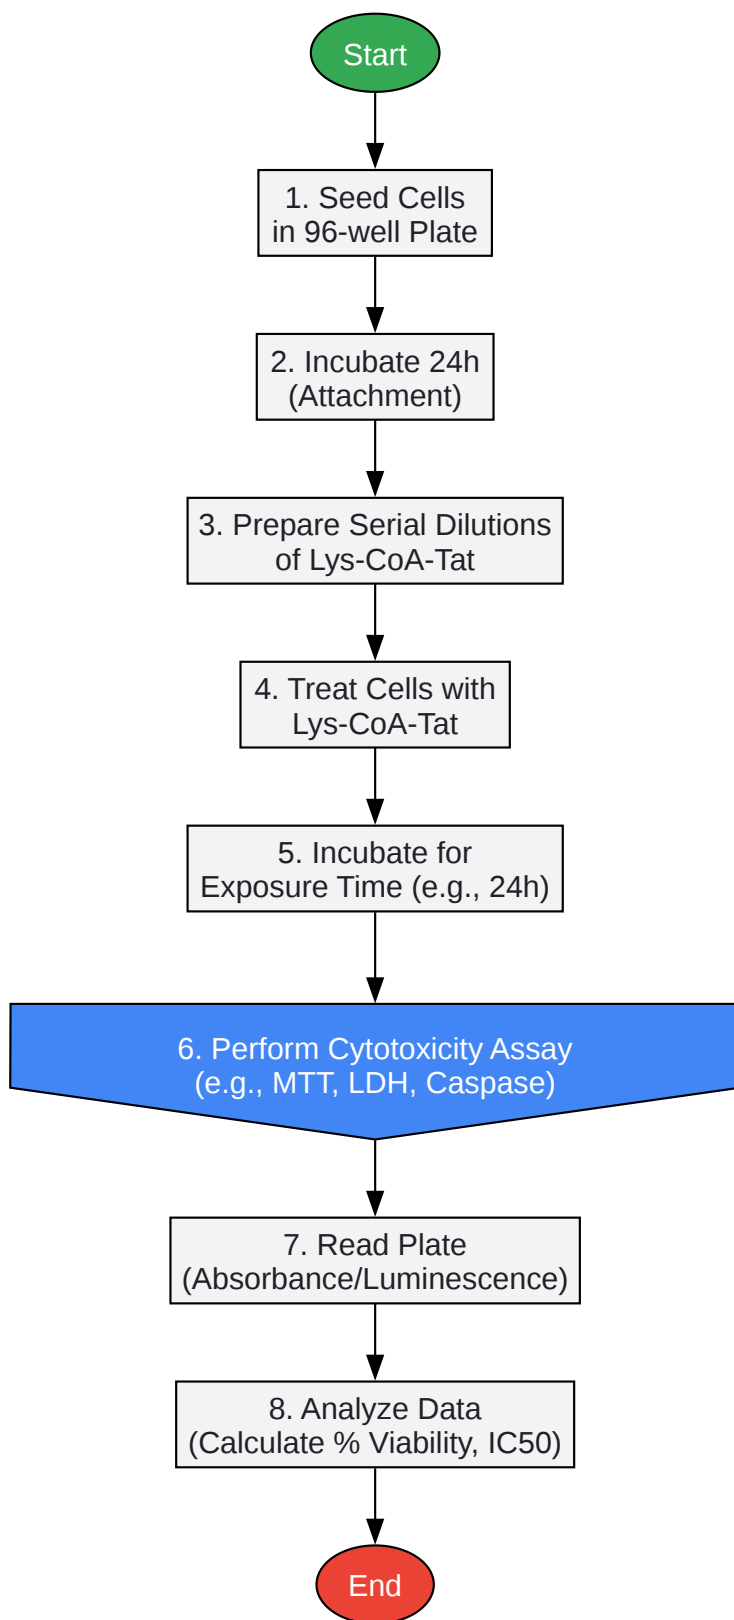 Start
1. Seed Cells
in 96-well Plate
2. Incubate 24h
(Attachment)
3. Prepare Serial Dilutions
of Lys-CoA-Tat
4. Treat Cells with
Lys-CoA-Tat
5. Incubate for
Exposure Time (e.g., 24h)
6. Perform Cytotoxicity Assay
(e.g., MTT, LDH, Caspase)
7. Read Plate
(Absorbance/Luminescence)
8. Analyze Data
(Calculate % Viability, IC50)
End